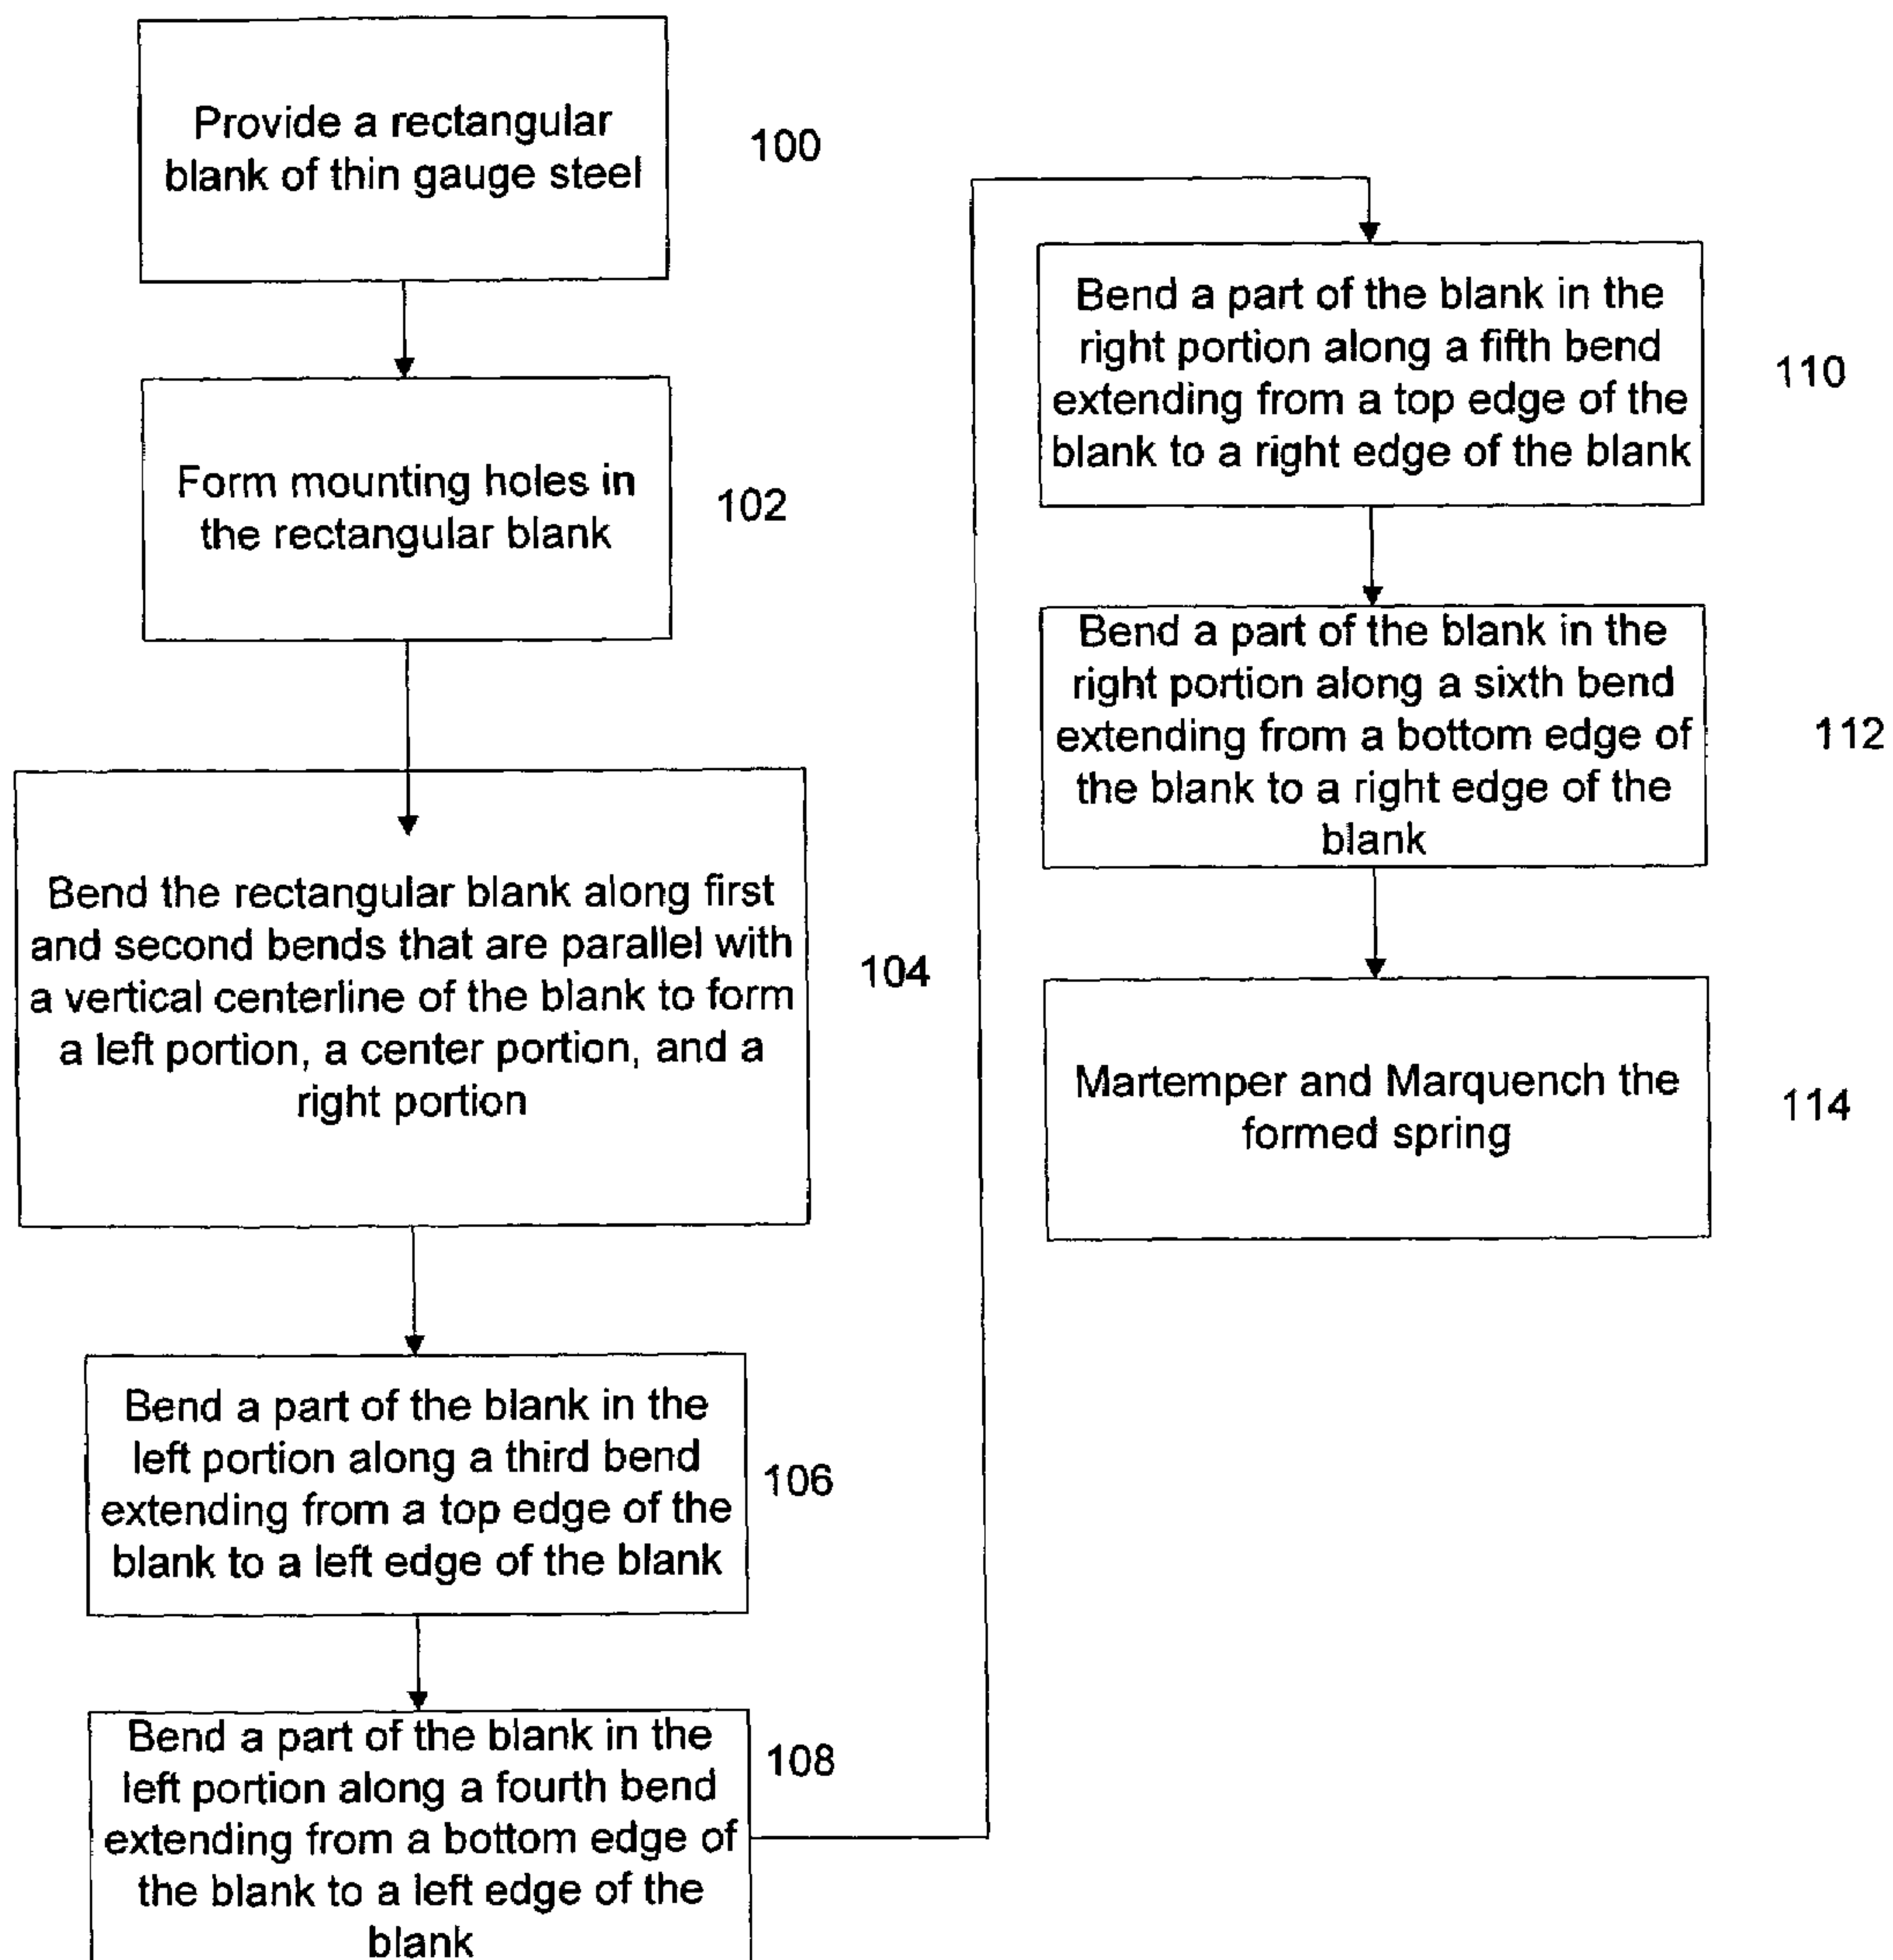 Provide a rectangular
blank of thin gauge steel
100
Form mounting holes in
the rectangular blank
102
Bend the rectangular blank along first
and second bends that are parallel with
a vertical centerline of the blank to form
a left portion, a center portion, and a
right portion
104
Bend a part of the blank in the
left portion along a third bend
extending from a top edge of the
blank to a left edge of the blank
106
Bend a part of the blank in the
left portion along a fourth bend
extending from a bottom edge of
the blank to a left edge of the
blank
108
Bend a part of the blank in the
right portion along a fifth bend
extending from a top edge of the
blank to a right edge of the blank
110
Bend a part of the blank in the
right portion along a sixth bend
extending from a bottom edge of
the blank to a right edge of the
blank
112
Martemper and Marquench the
formed spring
114